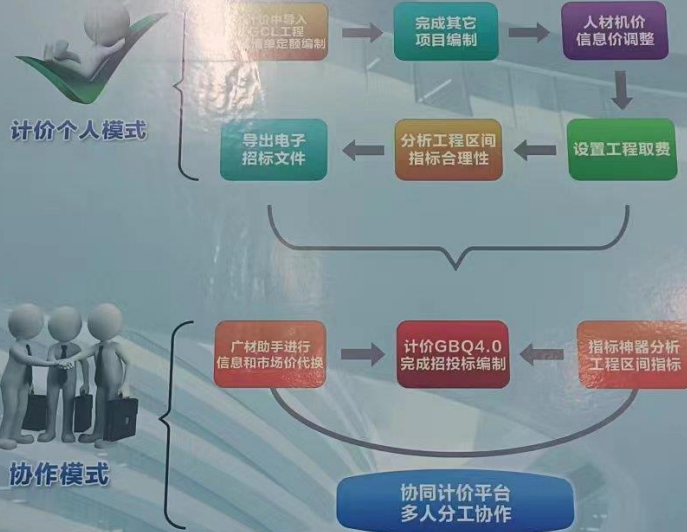 计价中导入
GCL工程
清单定额编制
完成其它
项目编制
人材机价
信息价调整
计价个人模式
导出电子
招标文件
分析工程区间
指标合理性
设置工程取费
广材助手进行
信息和市场价代换
计价GBQ4.0
完成招投标编制
指标神器分析
工程区间指标
协作模式
协同计价平台
多人分工协作